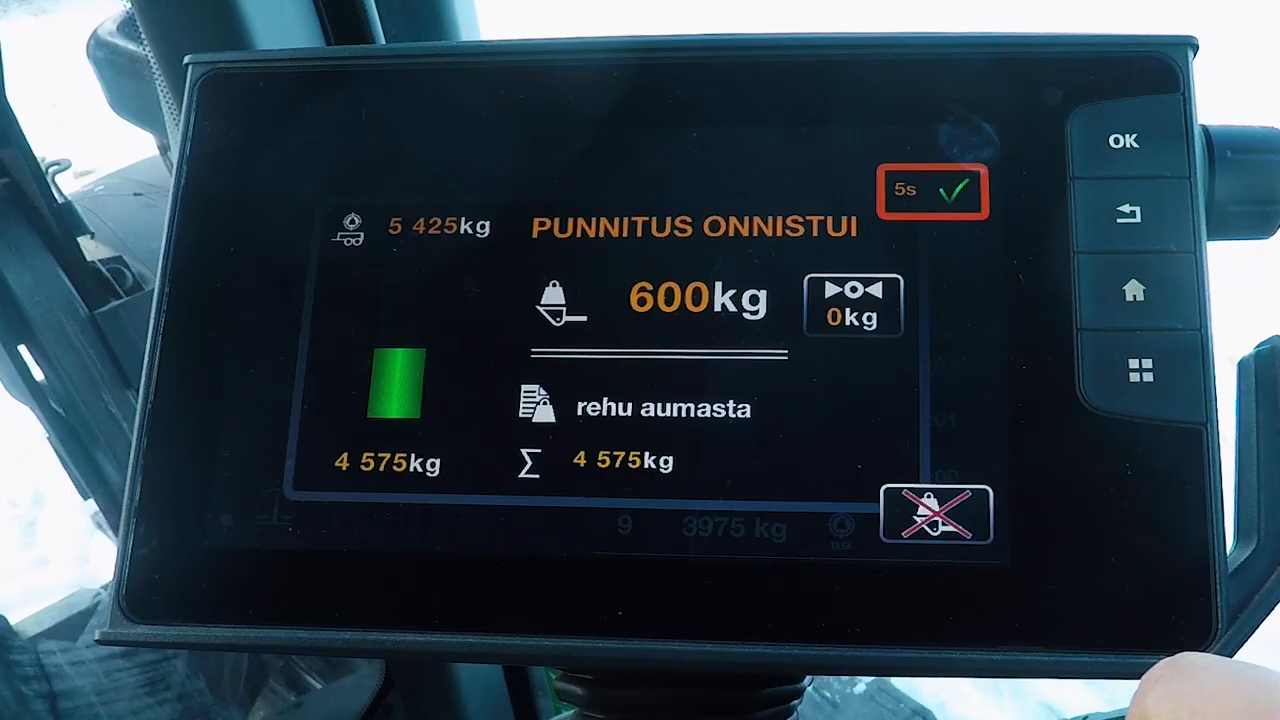 OK
5s
5 425kg
PUNNITUS ONNISTUI
600kg
0kg
rehu aumasta
4 575kg
4 575kg
9 3975 kg
TASK